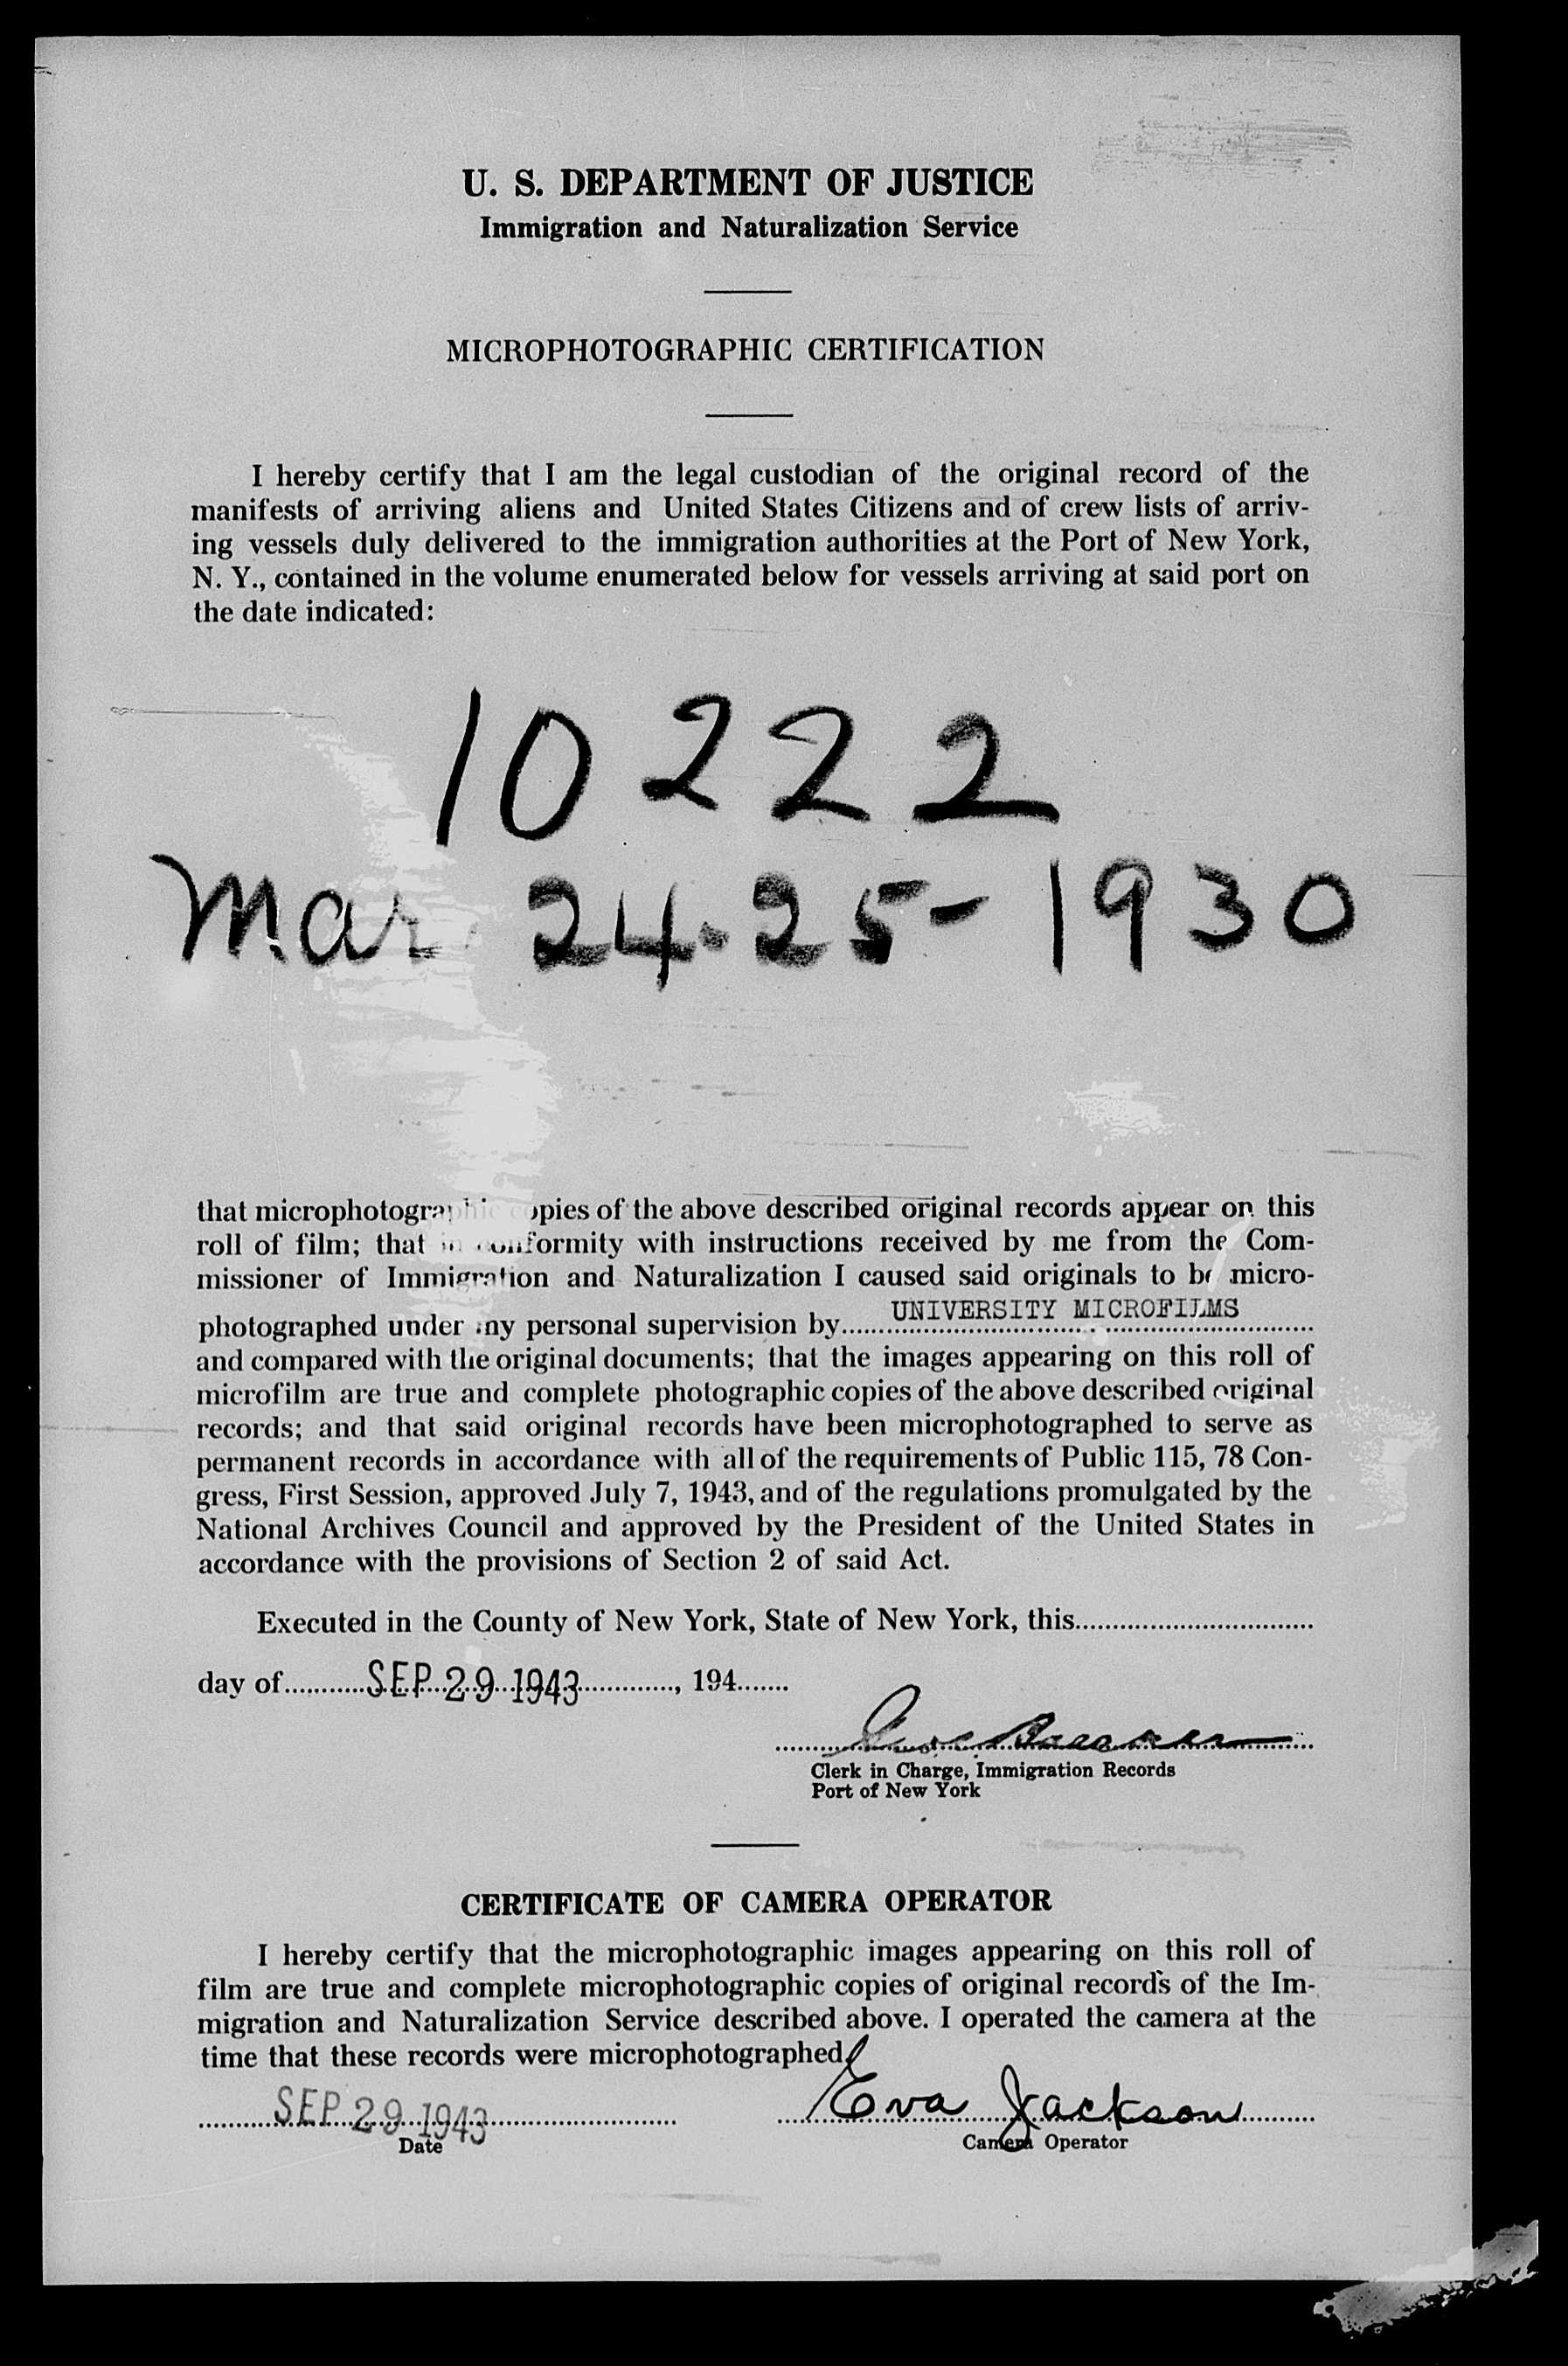 U. S. DEPARTMENT OF JUSTICE
Immigration and Naturalization Service
MICROPHOTOGRAPHIC CERTIFICATION
I hereby certify that I am the legal custodian of the original record of the
manifests of arriving aliens and United States Citizens and of crew lists of arriv-
ing vessels duly delivered to the immigration authorities at the Port of New York,
N. Y., contained in the volume enumerated below for vessels arriving at said port on
the date indicated:
10222
Mar 24-25-1930
that microphotographic copies of the above described original records appear on this
roll of film; that in conformity with instructions received by me from the Com-
missioner of Immigration and Naturalization I caused said originals to be micro-
photographed under my personal supervision by UNIVERSITY MICROFILMS
and compared with the original documents; that the images appearing on this roll of
microfilm are true and complete photographic copies of the above described original
records; and that said original records have been microphotographed to serve as
permanent records in accordance with all of the requirements of Public 115, 78 Con-
gress, First Session, approved July 7, 1943, and of the regulations promulgated by the
National Archives Council and approved by the President of the United States in
accordance with the provisions of Section 2 of said Act.
Executed in the County of New York, State of New York, this
day of SEP 29 1943, 194
Clerk in Charge, Immigration Records
Port of New York
CERTIFICATE OF CAMERA OPERATOR
I hereby certify that the microphotographic images appearing on this roll of
film are true and complete microphotographic copies of original records of the Im-
migration and Naturalization Service described above. I operated the camera at the
time that these records were microphotographed
SEP 29 1943 Eva Jackson
Date Camera Operator